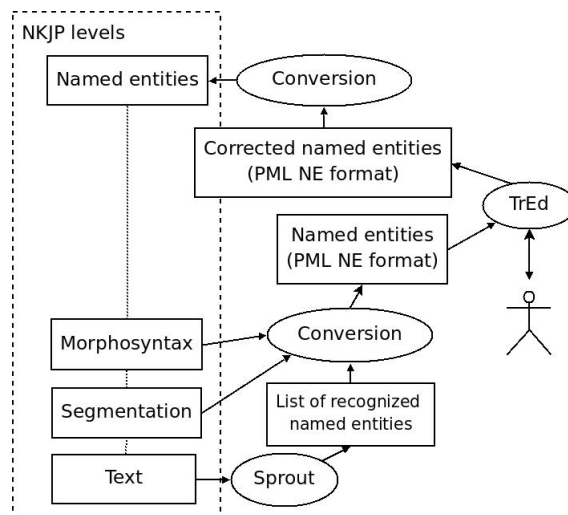 NKJP levels
Named entities
Conversion
Corrected named entities
(PML NE format)
TrEd
Named entities
(PML NE format)
Morphosyntax
Conversion
Segmentation
List of recognized
named entities
Text
Sprout